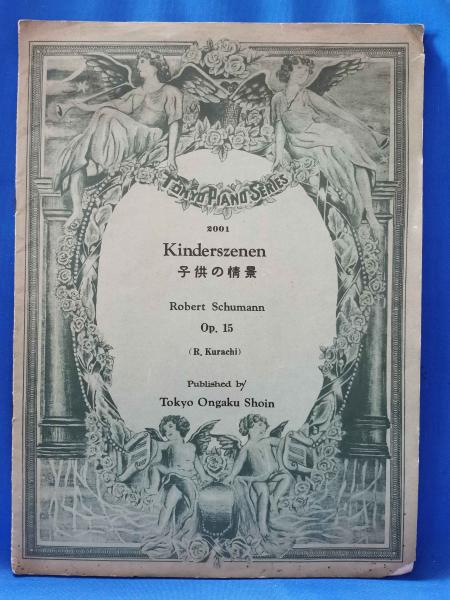 TOKYO PIANO SERIES
2001
Kinderszenen
子供の情景
Robert Schumann
Op. 15
(R. Kurachi)
Published by
Tokyo Ongaku Shoin